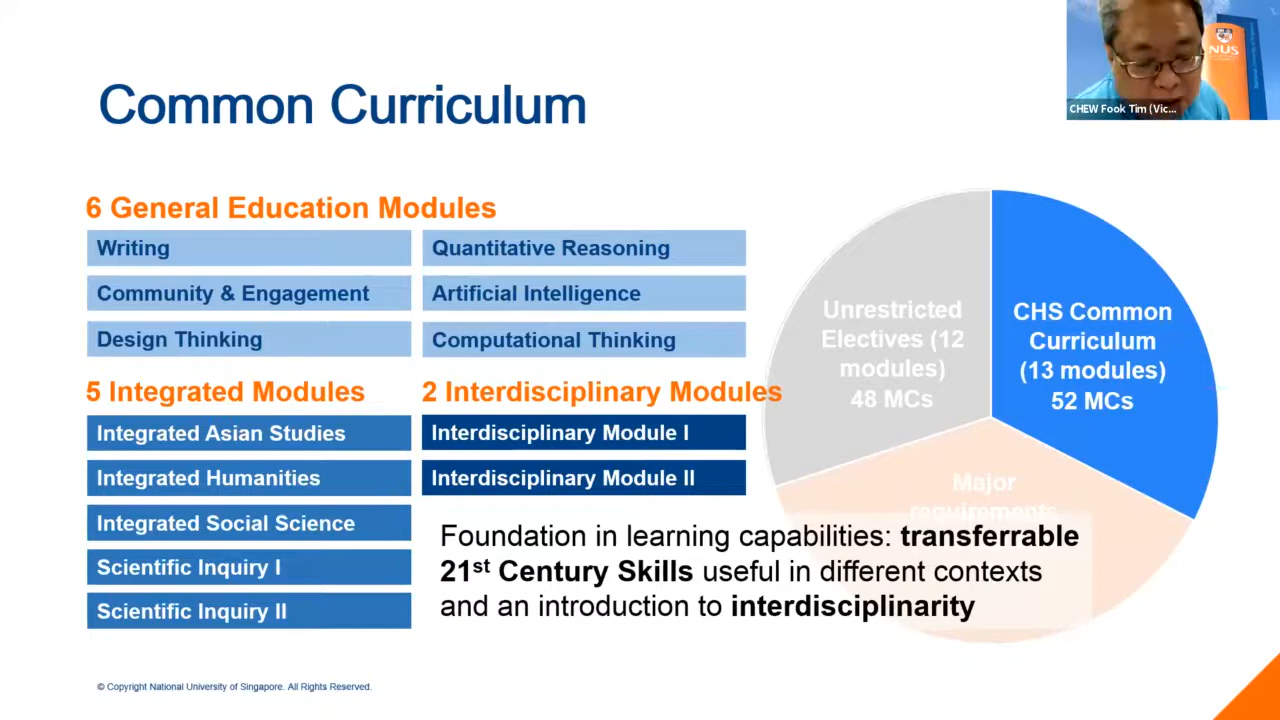 Common Curriculum
NUS
CHEW Fook Tim (Vic...
6 General Education Modules
Writing
Quantitative Reasoning
Community & Engagement
Artificial Intelligence
Design Thinking
Computational Thinking
5 Integrated Modules
2 Interdisciplinary Modules
Integrated Asian Studies
Interdisciplinary Module I
Integrated Humanities
Interdisciplinary Module II
Integrated Social Science
Scientific Inquiry I
Scientific Inquiry II
Unrestricted
Electives (12
modules)
48 MCs
CHS Common
Curriculum
(13 modules)
52 MCs
Major
requirements
Foundation in learning capabilities: transferrable
21st Century Skills useful in different contexts
and an introduction to interdisciplinarity
© Copyright National University of Singapore. All Rights Reserved.